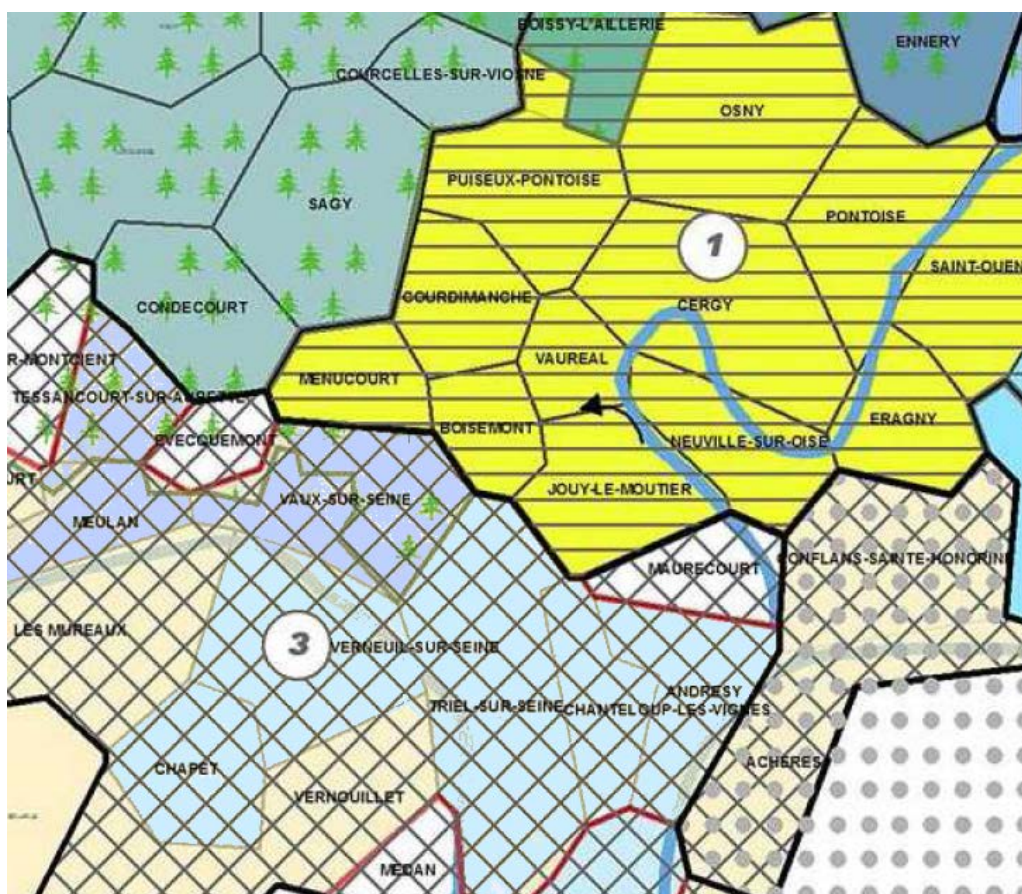 BOISSY-L'AILLERIE
ENNERY
COURCELLES-SUR-VIOSNE
OSNY
PUISEUX-PONTOISE
SAGY
PONTOISE
1
SAINT-OUEN
CONDECOURT
COURDIMANCHE
CERGY
R-MONTCIENT
VAUREAL
MENUCOURT
TESSANCOURT-SUR-AUBETTE
ERAGNY
BOISEMONT
EVECQUEMONT
NEUVILLE-SUR-OISE
URT
JOUY-LE-MOUTIER
VAUX-SUR-SEINE
MEULAN
CONFLANS-SAINTE-HONORINE
MAURECOURT
LES MUREAUX
3
VERNEUIL-SUR-SEINE
ANDRESY
TRIEL-SUR-SEINE
CHANTELOUP-LES-VIGNES
ACHERES
CHAPET
VERNOUILLET
MEDAN